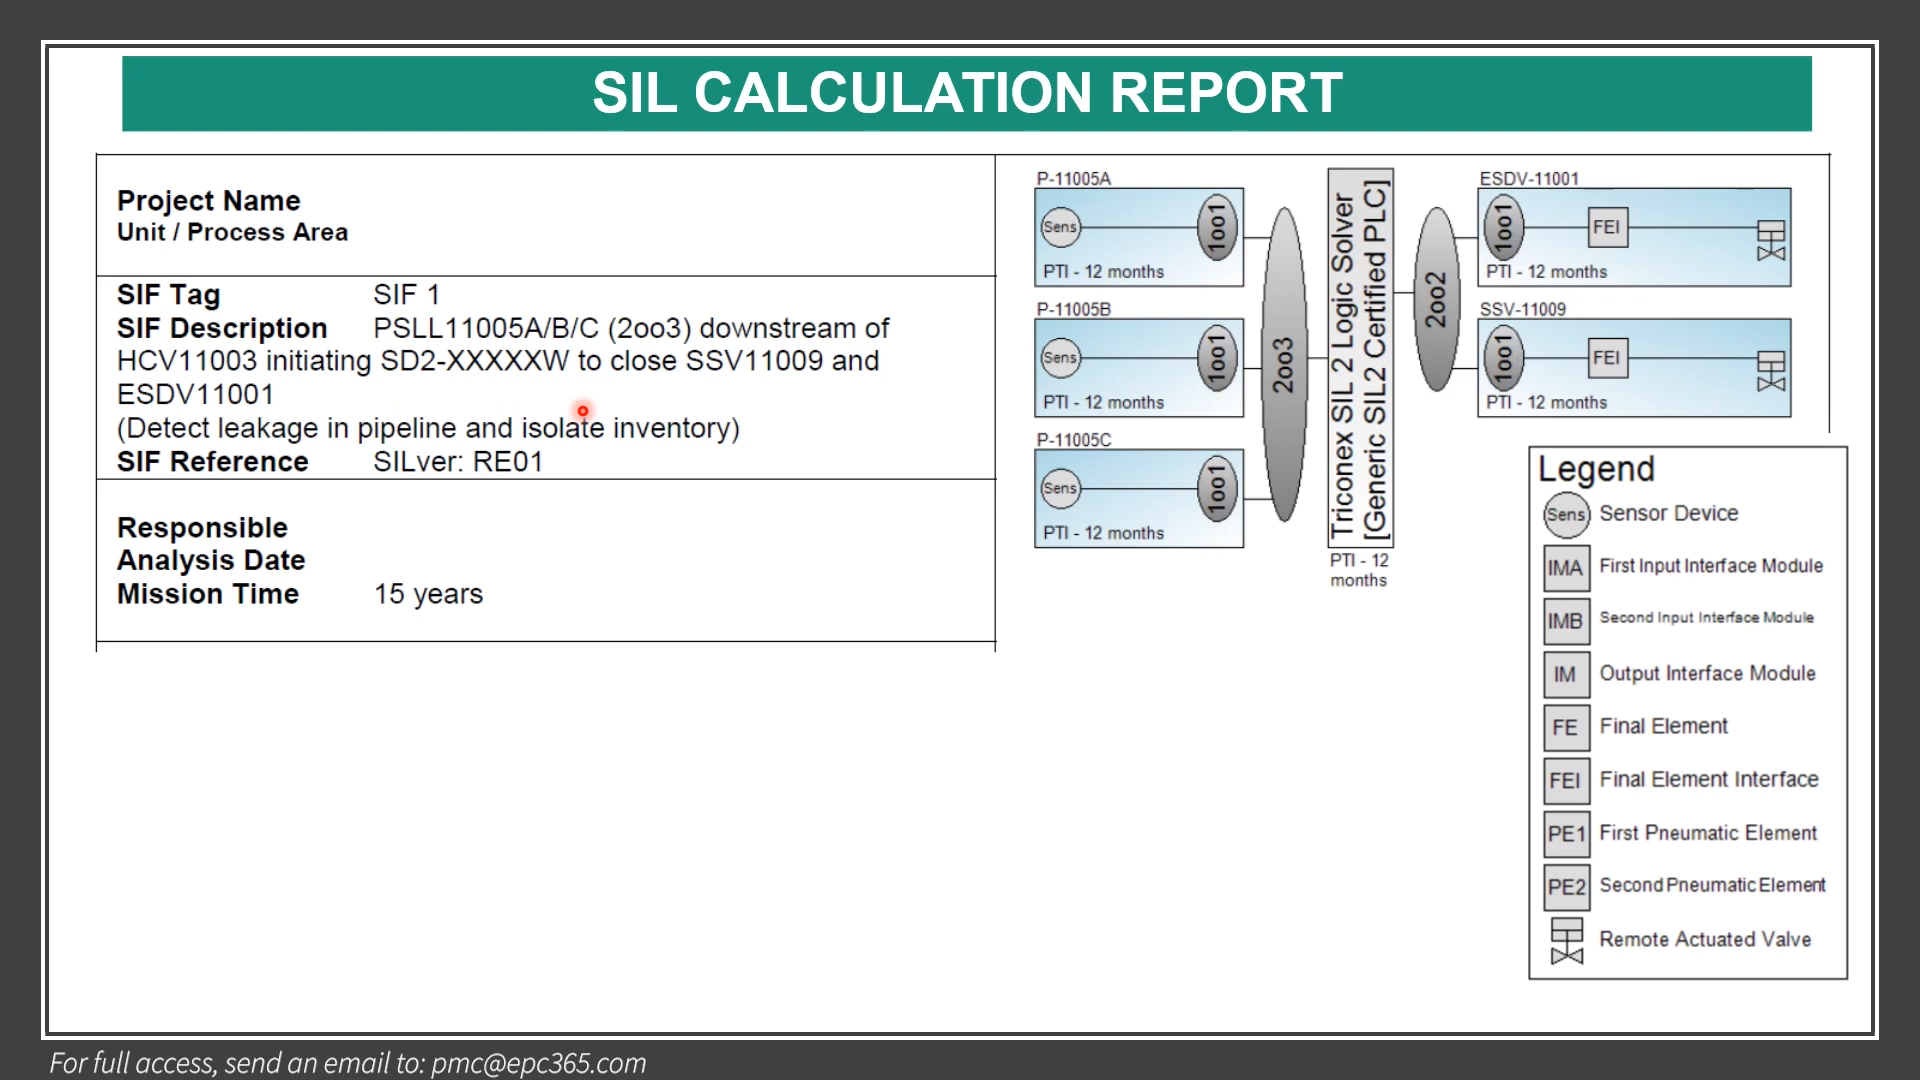 SIL CALCULATION REPORT
Project Name
Unit / Process Area
SIF Tag SIF 1
SIF Description PSLL11005A/B/C (2oo3) downstream of
HCV11003 initiating SD2-XXXXXW to close SSV11009 and
ESDV11001
(Detect leakage in pipeline and isolate inventory)
SIF Reference SILver: RE01
Responsible
Analysis Date
Mission Time 15 years
P-11005A
Sens
1oo1
PTI - 12 months
P-11005B
Sens
1oo1
PTI - 12 months
P-11005C
Sens
1oo1
PTI - 12 months
2oo3
Triconex SIL 2 Logic Solver
[Generic SIL2 Certified PLC]
PTI - 12
months
2oo2
ESDV-11001
1oo1
FEI
PTI - 12 months
SSV-11009
1oo1
FEI
PTI - 12 months
Legend
Sens Sensor Device
IMA First Input Interface Module
IMB Second Input Interface Module
IM Output Interface Module
FE Final Element
FEI Final Element Interface
PE1 First Pneumatic Element
PE2 Second Pneumatic Element
Remote Actuated Valve
For full access, send an email to: pmc@epc365.com